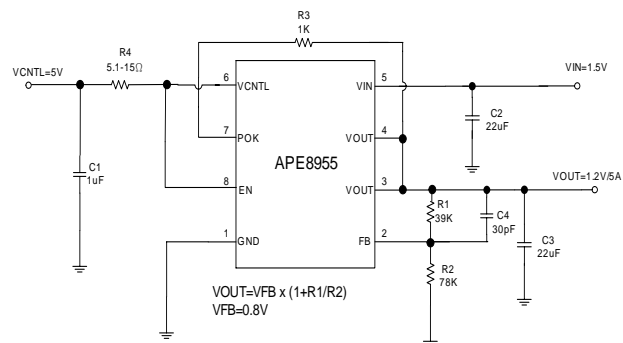 R3
1K
R4
5.1-15Ω
VCNTL=5V
6
VCNTL
VIN
5
VIN=1.5V
C2
22uF
7
POK
VOUT
4
APE8955
C1
1uF
8
EN
VOUT
3
VOUT=1.2V/5A
R1
39K
C4
30pF
1
GND
FB
2
C3
22uF
R2
78K
VOUT=VFB x (1+R1/R2)
VFB=0.8V